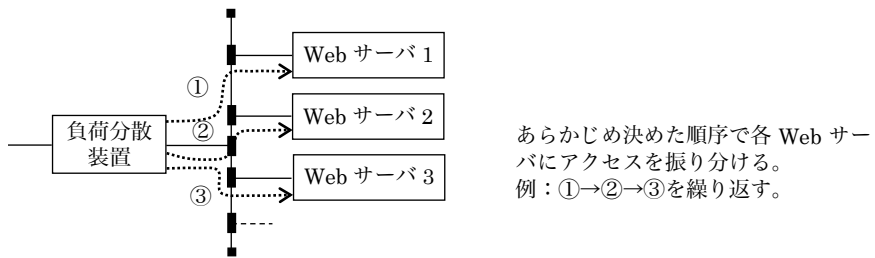 Web サーバ 1
①
負荷分散
装置
②
Web サーバ 2
③
Web サーバ 3
あらかじめ決めた順序で各 Web サー
バにアクセスを振り分ける。
例：①→②→③を繰り返す。